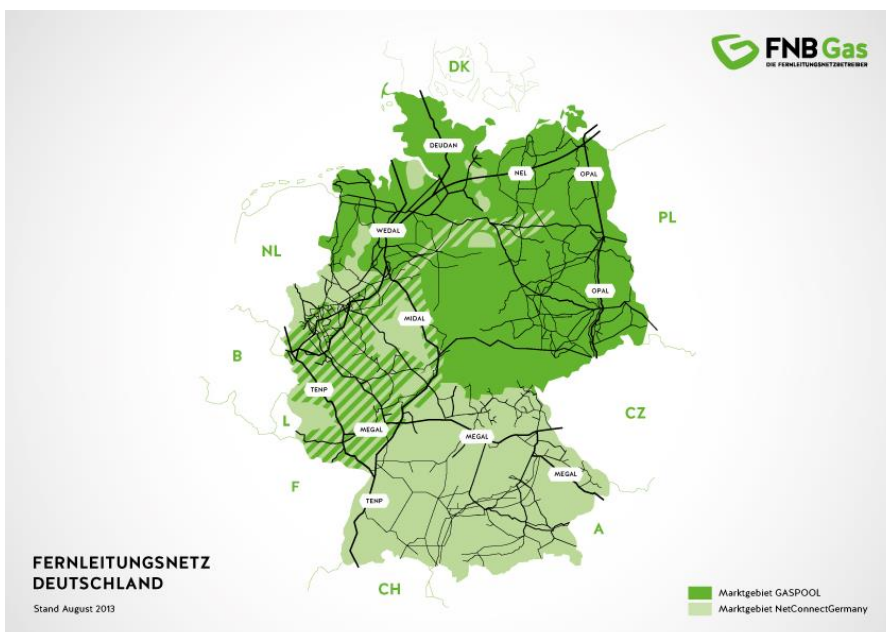 FNB Gas
DIE FERNLEITUNGSNETZBETREIBER
DK
DEUDAN
NEL
OPAL
PL
WEDAL
NL
OPAL
MIDAL
B
TENP
CZ
L
MEGAL
MEGAL
MEGAL
F
TENP
A
FERNLEITUNGSNETZ
DEUTSCHLAND
CH
Stand August 2013
Marktgebiet GASPOOL
Marktgebiet NetConnectGermany